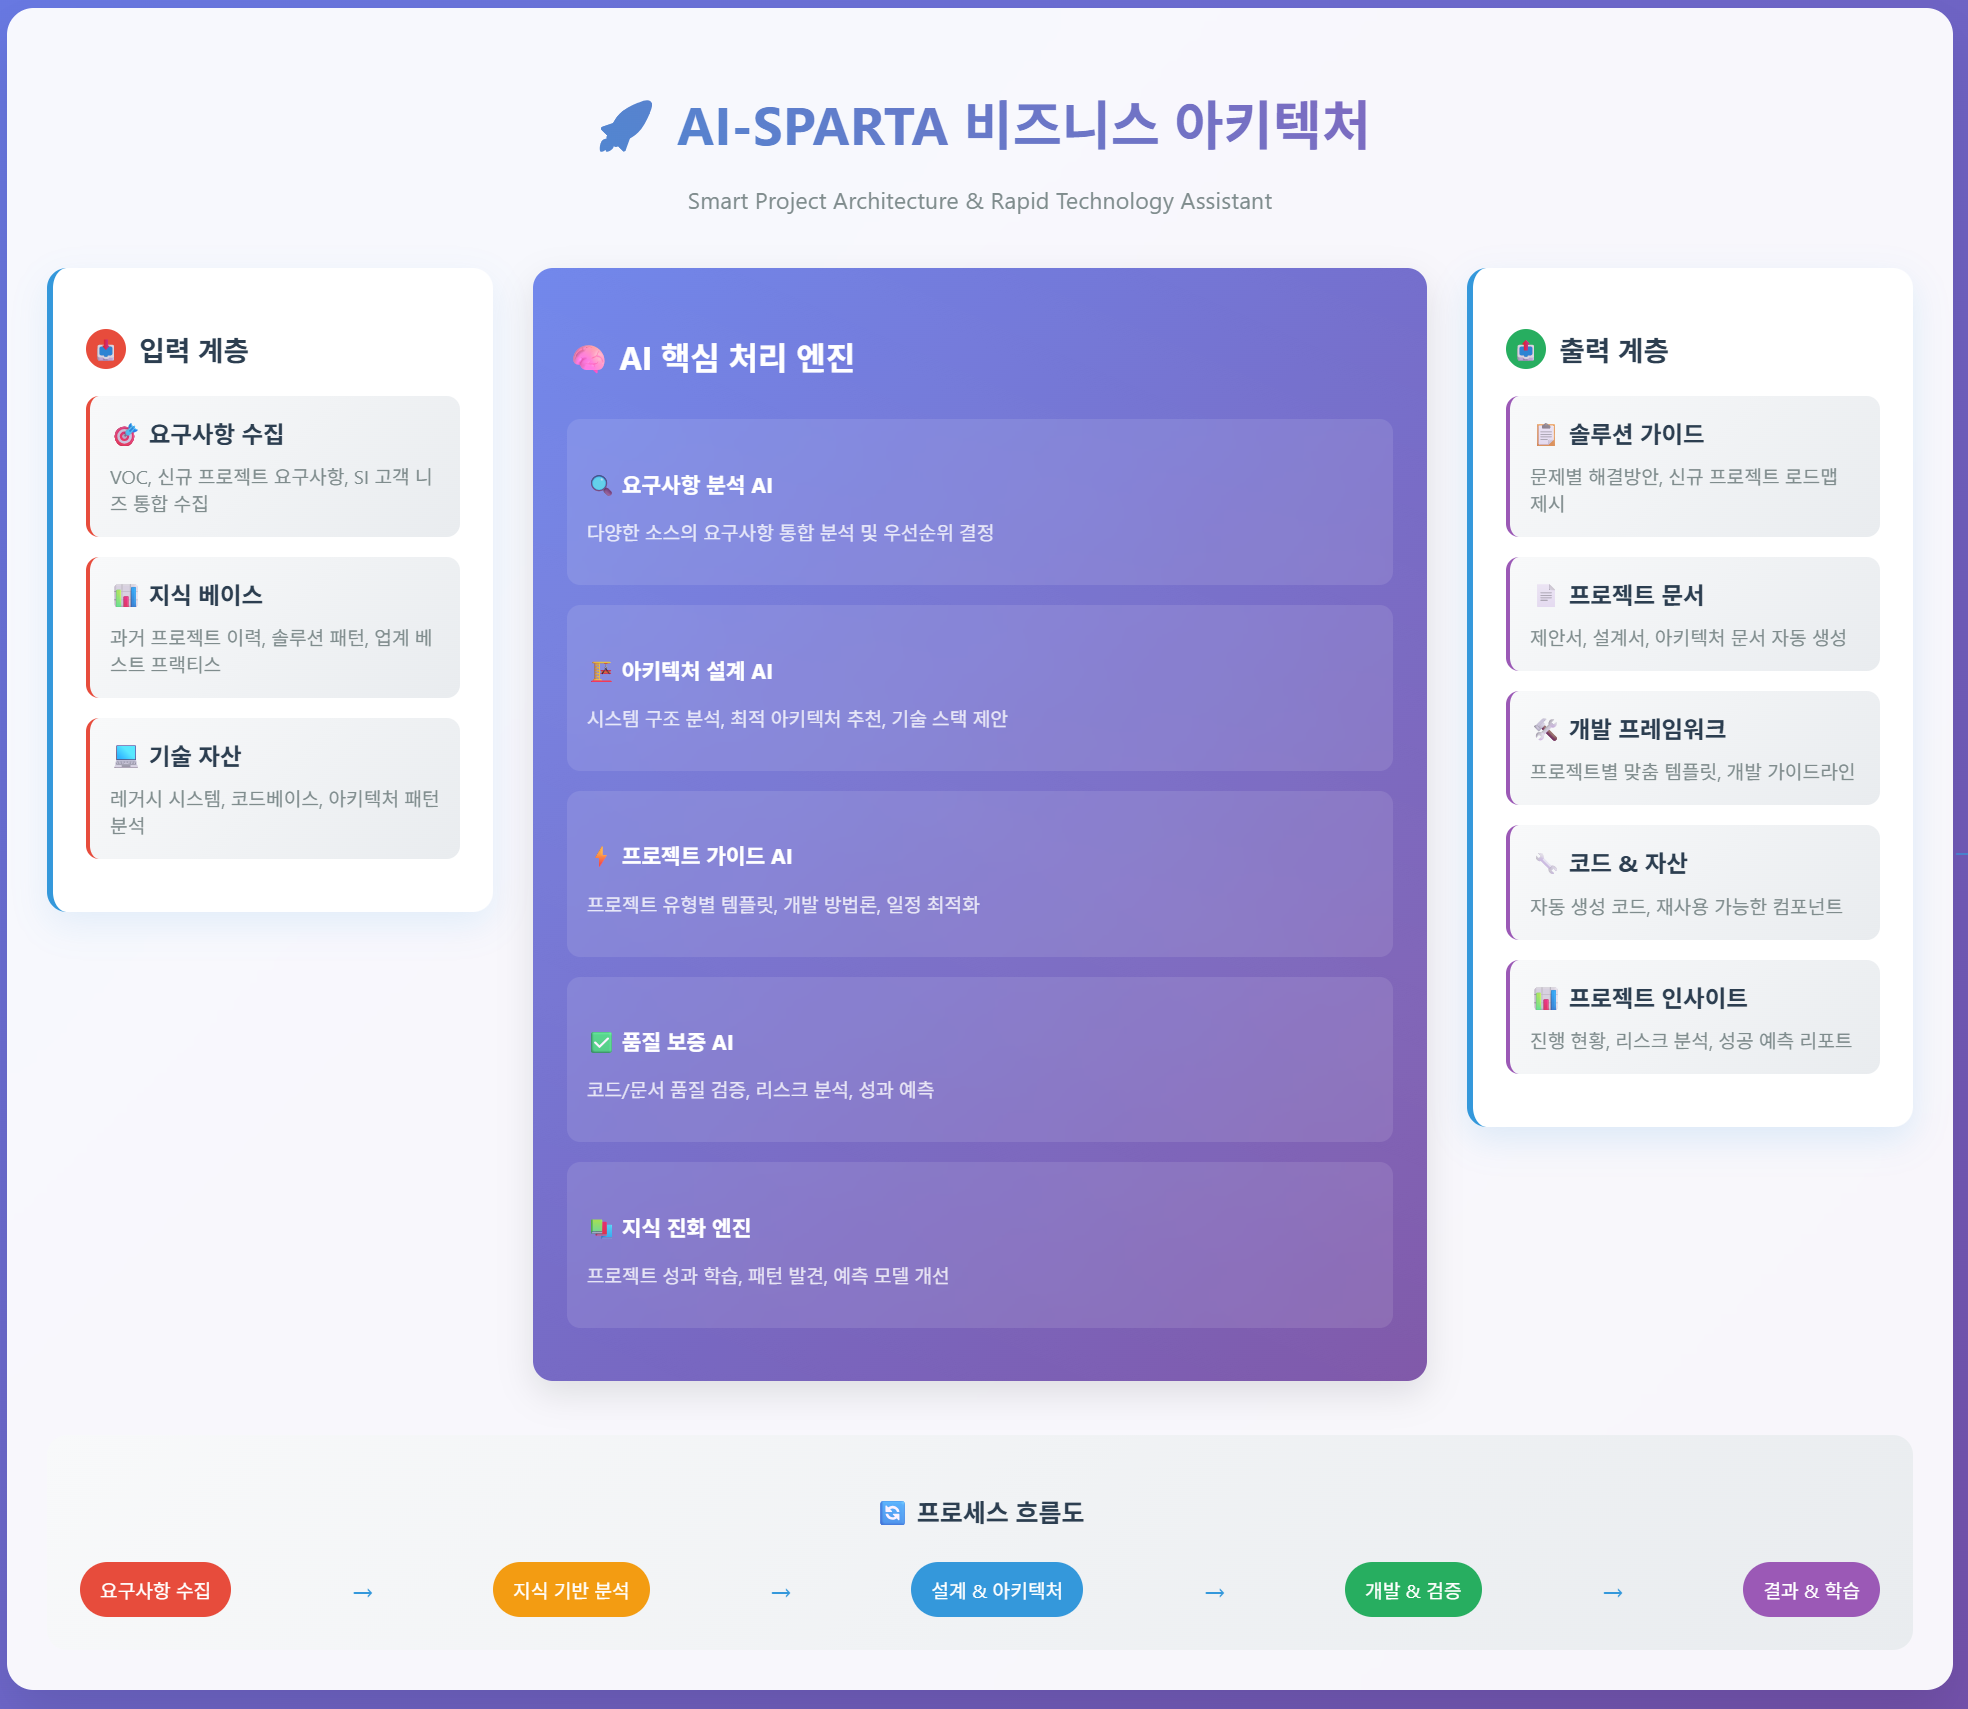 AI-SPARTA 비즈니스 아키텍처
Smart Project Architecture & Rapid Technology Assistant
입력 계층
요구사항 수집
VOC, 신규 프로젝트 요구사항, SI 고객 니
즈 통합 수집
지식 베이스
과거 프로젝트 이력, 솔루션 패턴, 업계 베
스트 프랙티스
기술 자산
레거시 시스템, 코드베이스, 아키텍처 패턴
분석
AI 핵심 처리 엔진
요구사항 분석 AI
다양한 소스의 요구사항 통합 분석 및 우선순위 결정
아키텍처 설계 AI
시스템 구조 분석, 최적 아키텍처 추천, 기술 스택 제안
프로젝트 가이드 AI
프로젝트 유형별 템플릿, 개발 방법론, 일정 최적화
품질 보증 AI
코드/문서 품질 검증, 리스크 분석, 성과 예측
지식 진화 엔진
프로젝트 성과 학습, 패턴 발견, 예측 모델 개선
출력 계층
솔루션 가이드
문제별 해결방안, 신규 프로젝트 로드맵
제시
프로젝트 문서
제안서, 설계서, 아키텍처 문서 자동 생성
개발 프레임워크
프로젝트별 맞춤 템플릿, 개발 가이드라인
코드 & 자산
자동 생성 코드, 재사용 가능한 컴포넌트
프로젝트 인사이트
진행 현황, 리스크 분석, 성공 예측 리포트
프로세스 흐름도
요구사항 수집 → 지식 기반 분석 → 설계 & 아키텍처 → 개발 & 검증 → 결과 & 학습